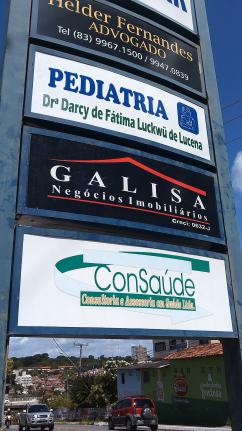 Helder Fernandes
ADVOGADO
Tel (83) 9967.1500 / 9947.0839
PEDIATRIA
Drª Darcy de Fátima Luckwü de Lucena
GALISA
Negócios Imobiliários
Creci: 0632-J
ConSaúde
Consultoria e Assessoria em Saúde Ltda.